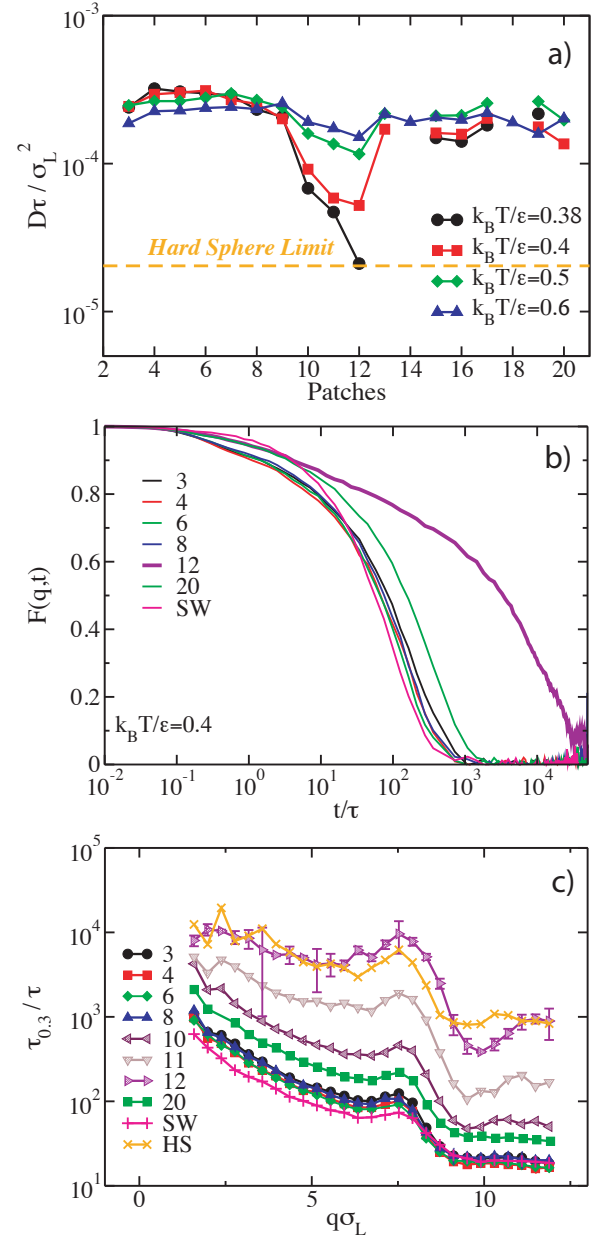 a)
10^-3
10^-4
10^-5
Dτ / σ_L^2
Hard Sphere Limit
k_BT/ε=0.38
k_BT/ε=0.4
k_BT/ε=0.5
k_BT/ε=0.6
2 4 6 8 10 12 14 16 18 20
Patches
b)
1
0.8
0.6
0.4
0.2
0
F(q,t)
3
4
6
8
12
20
SW
k_BT/ε=0.4
10^-2 10^-1 10^0 10^1 10^2 10^3 10^4
t/τ
c)
10^5
10^4
10^3
10^2
10^1
τ_0.3 / τ
3
4
6
8
10
11
12
20
SW
HS
0 5 10
qσ_L